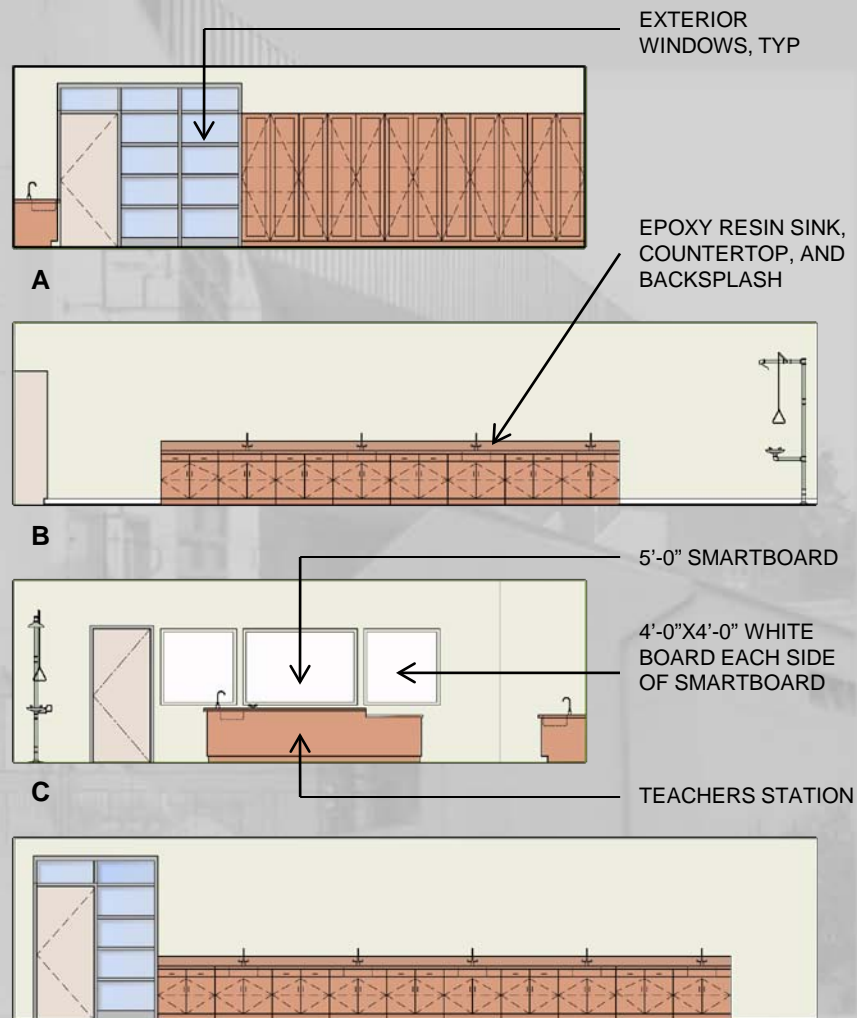 EXTERIOR
WINDOWS, TYP
A
EPOXY RESIN SINK,
COUNTERTOP, AND
BACKSPLASH
B
5’-0” SMARTBOARD
4’-0”X4’-0” WHITE
BOARD EACH SIDE
OF SMARTBOARD
C
TEACHERS STATION